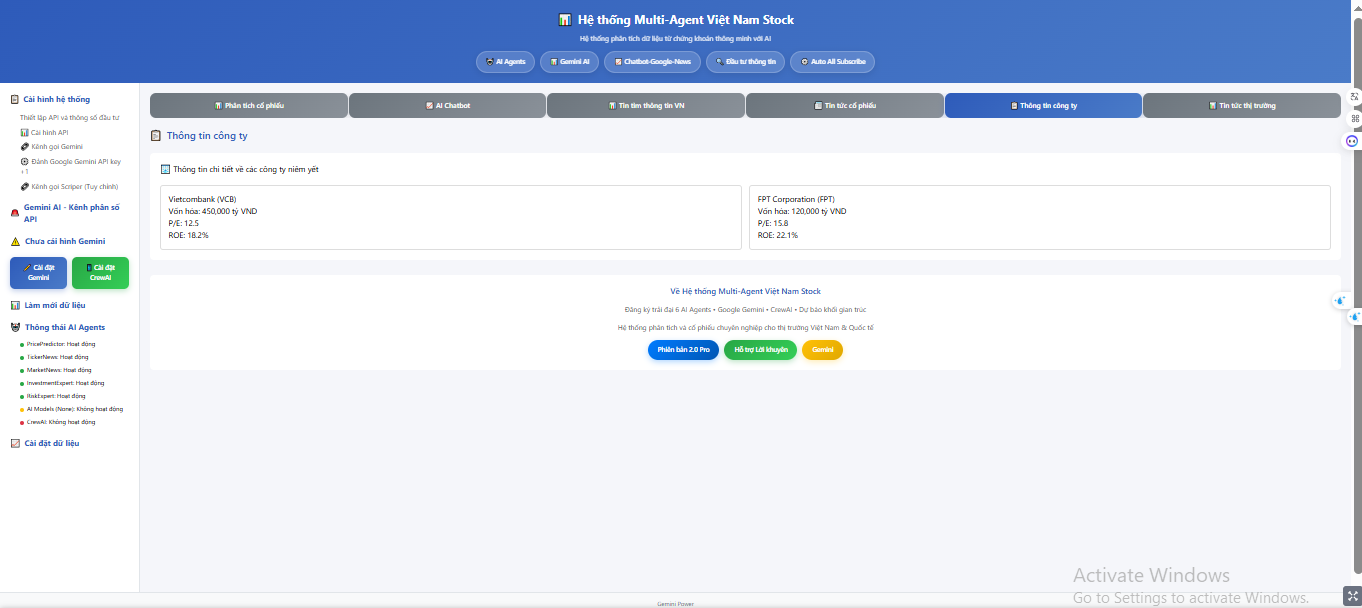 Hệ thống Multi-Agent Việt Nam Stock
Hệ thống phân tích dữ liệu từ chứng khoán thông minh với AI
AI Agents
Gemini AI
Chatbot-Google-News
Đầu tư thông tin
Auto All Subscribe
Cài hình hệ thống
Thiết lập API và thông số đầu tư
Cài hình API
Kênh gọi Gemini
Đánh Google Gemini API key
+1
Kênh gọi Scriper (Tùy chỉnh)
Gemini AI - Kênh phân số
API
Chưa cài hình Gemini
Cài đặt
Gemini
Cài đặt
CrewAI
Làm mới dữ liệu
Thông thái AI Agents
PricePredictor: Hoạt động
TickerNews: Hoạt động
MarketNews: Hoạt động
InvestmentExpert: Hoạt động
RiskExpert: Hoạt động
AI Models (None): Không hoạt động
CrewAI: Không hoạt động
Cài đặt dữ liệu
Phân tích cổ phiếu
AI Chatbot
Tin tìm thông tin VN
Tin tức cổ phiếu
Thông tin công ty
Tin tức thị trường
Thông tin công ty
Thông tin chi tiết về các công ty niêm yết
Vietcombank (VCB)
Vốn hóa: 450,000 tỷ VND
P/E: 12.5
ROE: 18.2%
FPT Corporation (FPT)
Vốn hóa: 120,000 tỷ VND
P/E: 15.8
ROE: 22.1%
Về Hệ thống Multi-Agent Việt Nam Stock
Đăng ký trải đại 6 AI Agents • Google Gemini • CrewAI • Dự báo khối gian trúc
Hệ thống phân tích và cổ phiếu chuyên nghiệp cho thị trường Việt Nam & Quốc tế
Phiên bản 2.0 Pro
Hỗ trợ Lời khuyên
Gemini
Gemini Power
Activate Windows
Go to Settings to activate Windows.